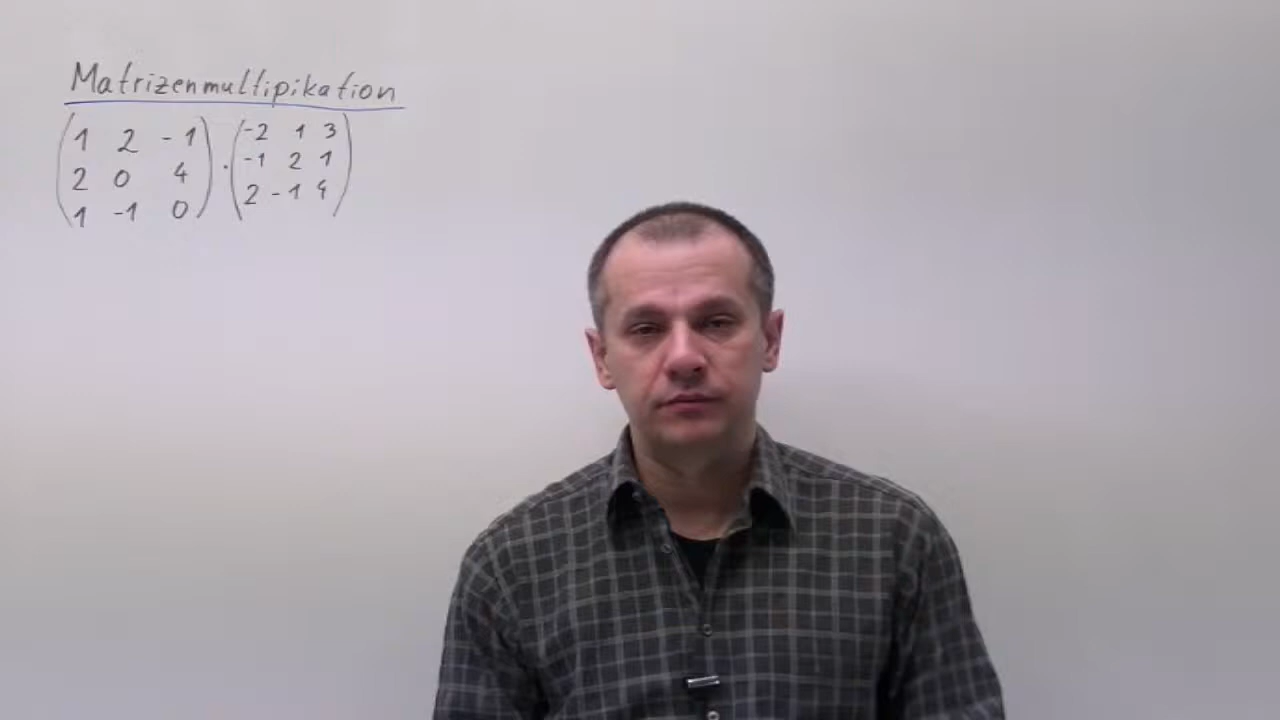 Matrizenmultipikation
1 2 -1 -2 1 3
2 0 4 · -1 2 1
1 -1 0 2 -1 4